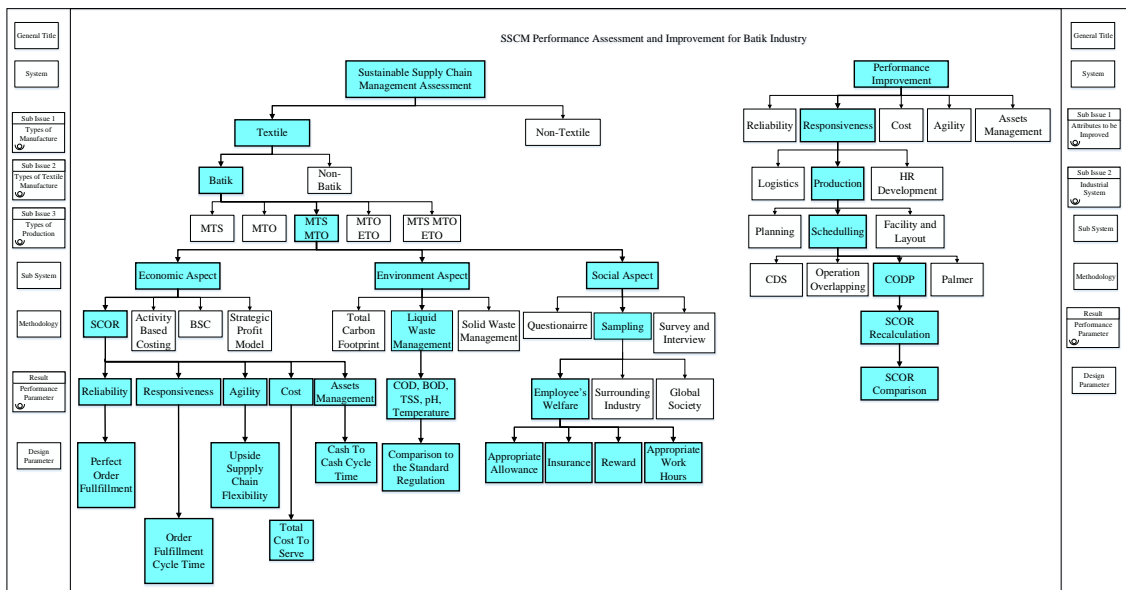 SSCM Performance Assessment and Improvement for Batik Industry
General Title
System
Sub Issue 1
Types of
Manufacture
Sub Issue 2
Types of Textile
Manufacture
Sub Issue 3
Types of
Production
Sub System
Methodology
Result
Performance
Parameter
Design
Parameter
Sustainable Supply Chain
Management Assessment
Textile
Non-Textile
Batik
Non-
Batik
MTS
MTO
MTS
MTO
MTO
ETO
MTS MTO
ETO
Economic Aspect
Environment Aspect
Social Aspect
SCOR
Activity
Based
Costing
BSC
Strategic
Profit
Model
Total
Carbon
Footprint
Liquid
Waste
Management
Solid Waste
Management
Questionairre
Sampling
Survey and
Interview
Reliability
Responsiveness
Agility
Cost
Assets
Management
COD, BOD,
TSS, pH,
Temperature
Employee's
Welfare
Surrounding
Industry
Global
Society
Perfect
Order
Fullfillment
Order
Fulfillment
Cycle Time
Upside
Suppply
Chain
Flexibility
Total
Cost To
Serve
Cash To
Cash Cycle
Time
Comparison to
the Standard
Regulation
Appropriate
Allowance
Insurance
Reward
Appropriate
Work
Hours
Performance
Improvement
Reliability
Responsiveness
Cost
Agility
Assets
Management
Logistics
Production
HR
Development
Planning
Schedulling
Facility and
Layout
CDS
Operation
Overlapping
CODP
Palmer
SCOR
Recalculation
SCOR
Comparison
General Title
System
Sub Issue 1
Attributes to be
Improved
Sub Issue 2
Industrial
System
Sub System
Methodology
Result
Performance
Parameter
Design
Parameter